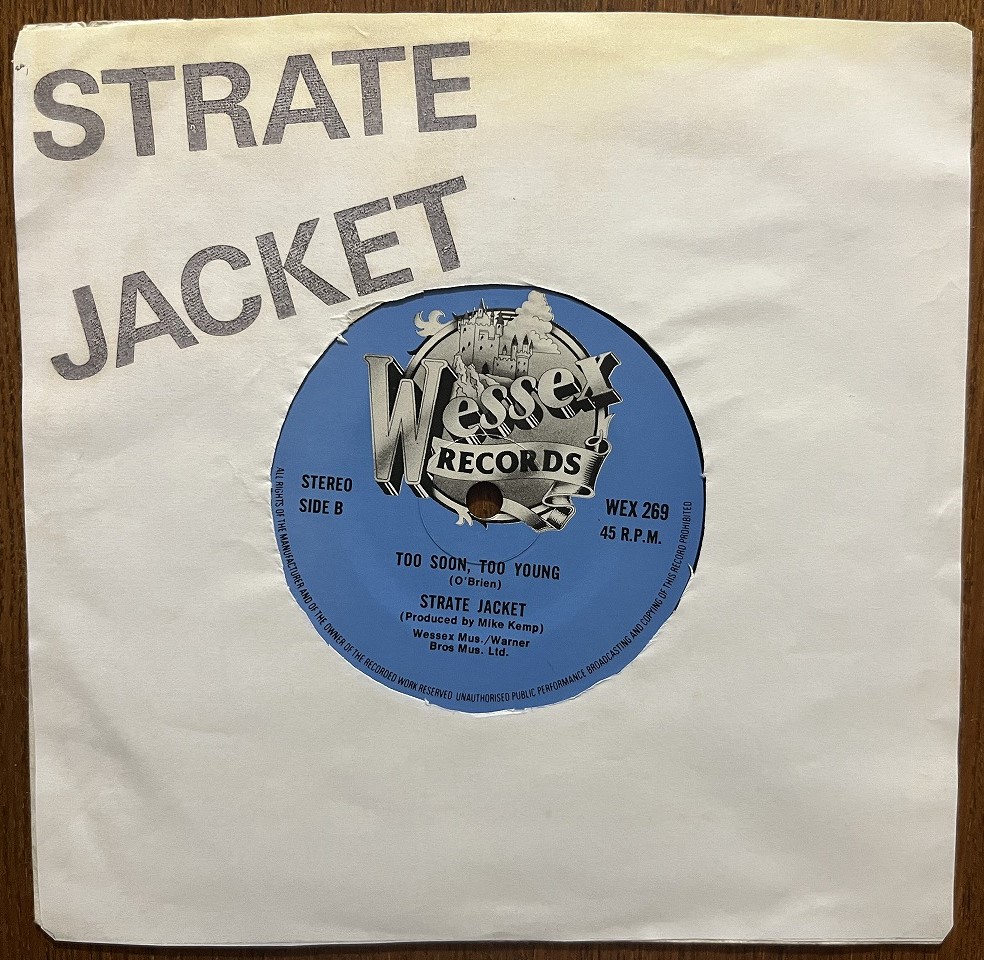 STRATE
JACKET
Wessex
RECORDS
STEREO
SIDE B
WEX 269
45 R.P.M.
TOO SOON, TOO YOUNG
(O'Brien)
STRATE JACKET
(Produced by Mike Kemp)
Wessex Mus./Warner
Bros Mus. Ltd.
ALL RIGHTS OF THE MANUFACTURER AND OF THE OWNER OF THE RECORDED WORK RESERVED UNAUTHORISED PUBLIC PERFORMANCE BROADCASTING AND COPYING OF THIS RECORD PROHIBITED